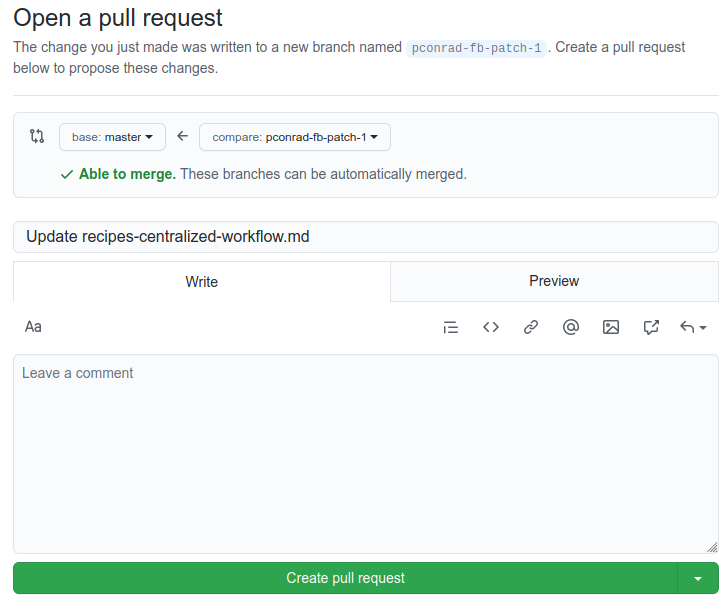 Open a pull request
The change you just made was written to a new branch named pconrad-fb-patch-1 . Create a pull request
below to propose these changes.
base: master compare: pconrad-fb-patch-1
Able to merge. These branches can be automatically merged.
Update recipes-centralized-workflow.md
Write Preview
Aa
Leave a comment
Create pull request